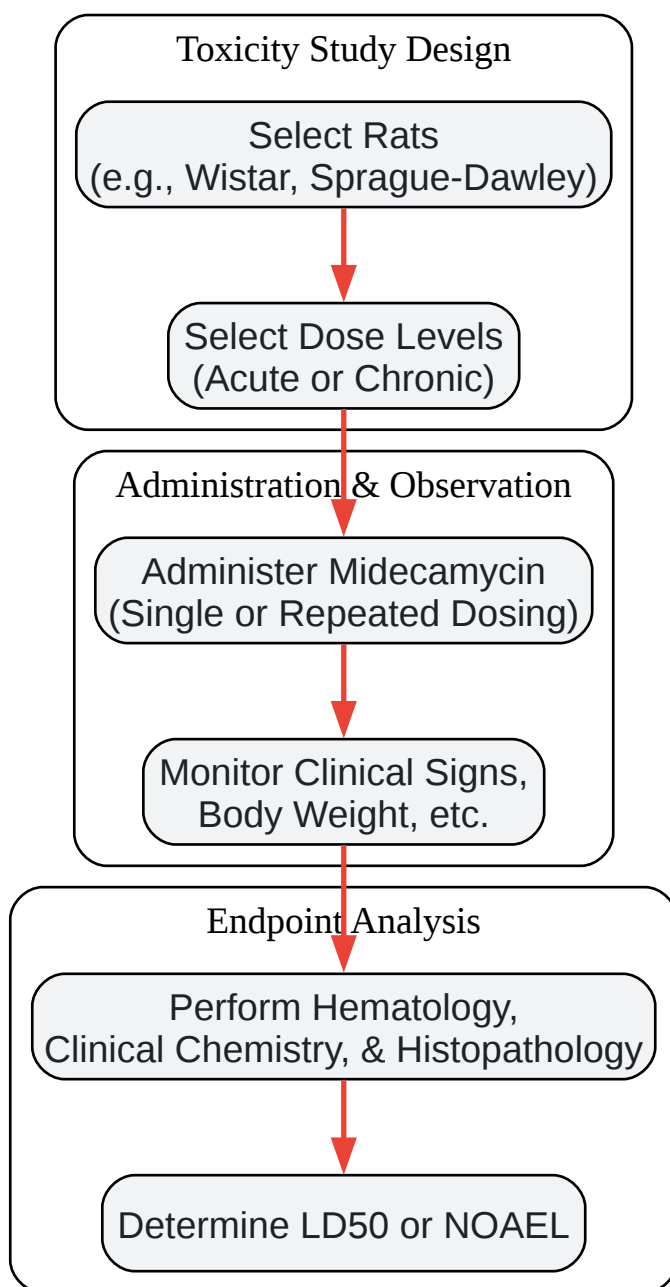 Toxicity Study Design
Select Rats
(e.g., Wistar, Sprague-Dawley)
Select Dose Levels
(Acute or Chronic)
Administration & Observation
Administer Midecamycin
(Single or Repeated Dosing)
Monitor Clinical Signs,
Body Weight, etc.
Endpoint Analysis
Perform Hematology,
Clinical Chemistry, & Histopathology
Determine LD50 or NOAEL